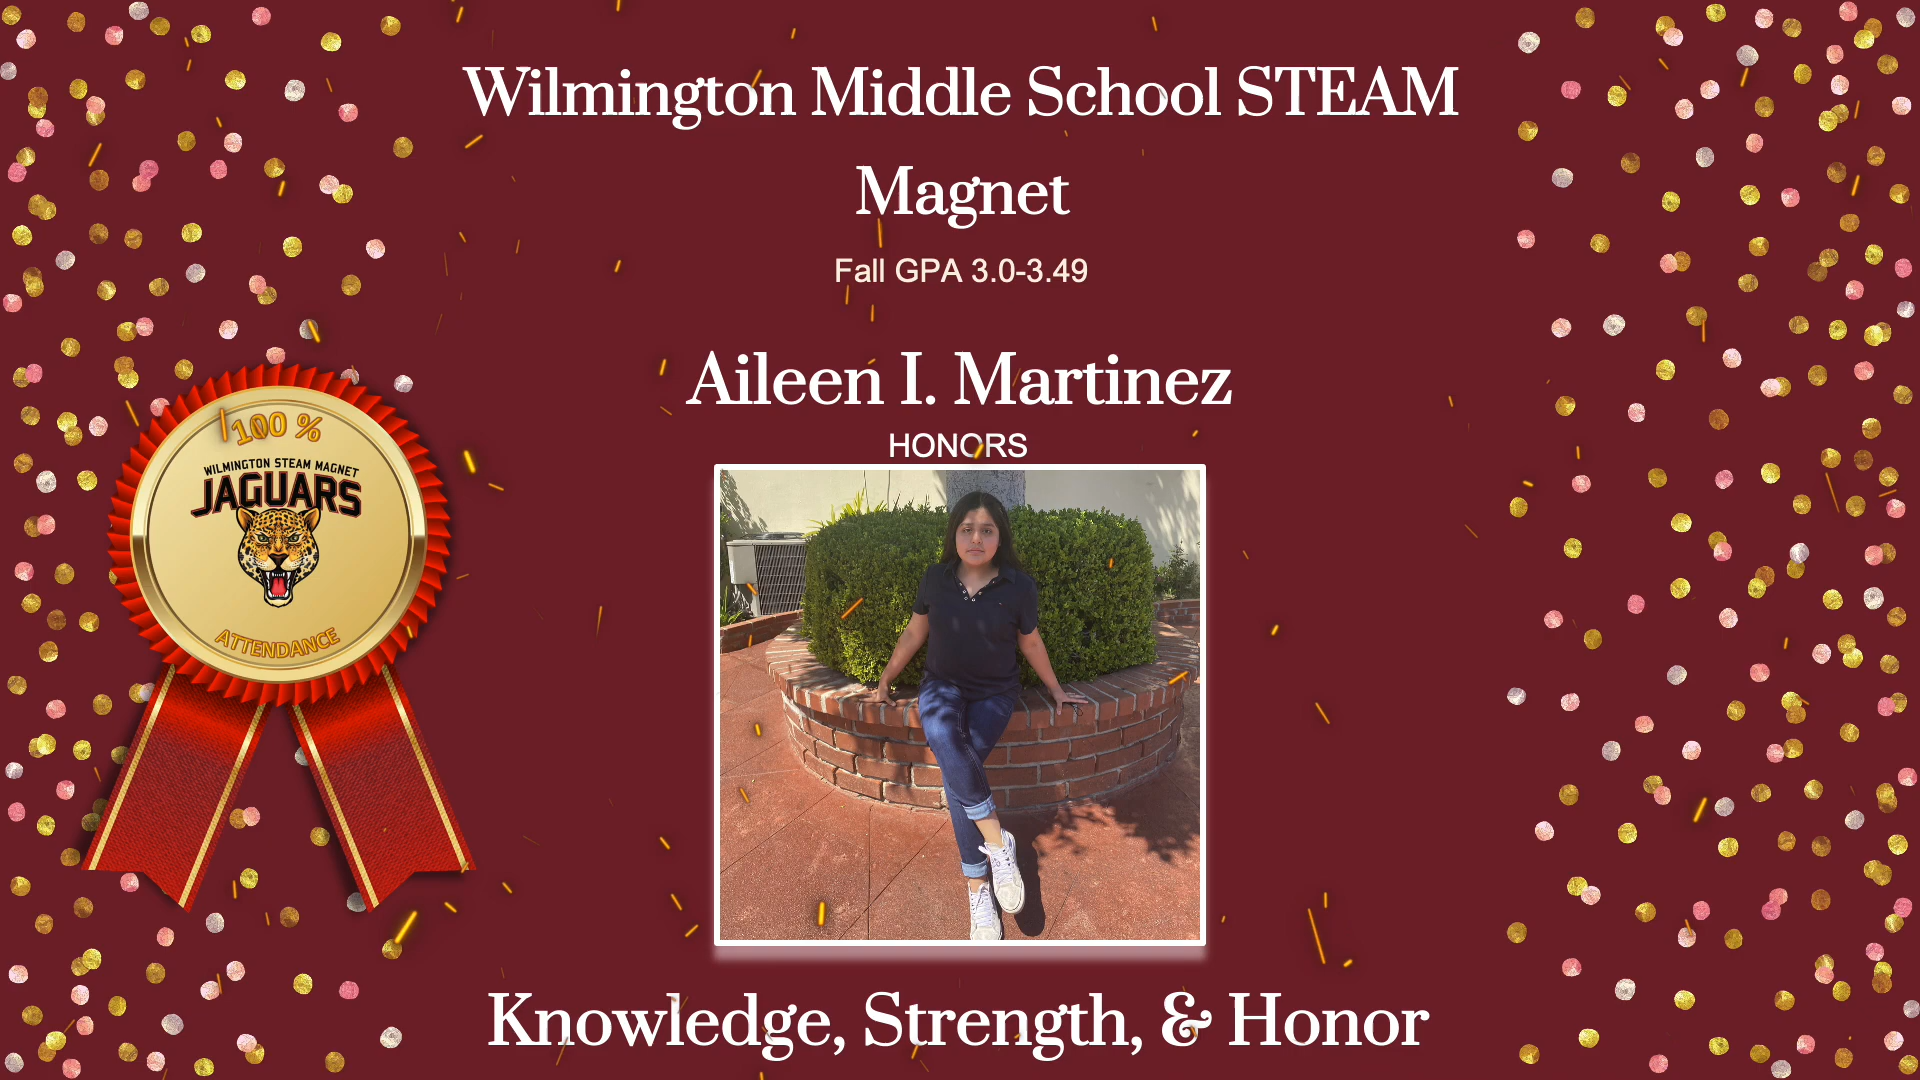 Wilmington Middle School STEAM
Magnet
Fall GPA 3.0-3.49
Aileen I. Martinez
HONORS
100 %
WILMINGTON STEAM MAGNET
JAGUARS
ATTENDANCE
Knowledge, Strength, & Honor